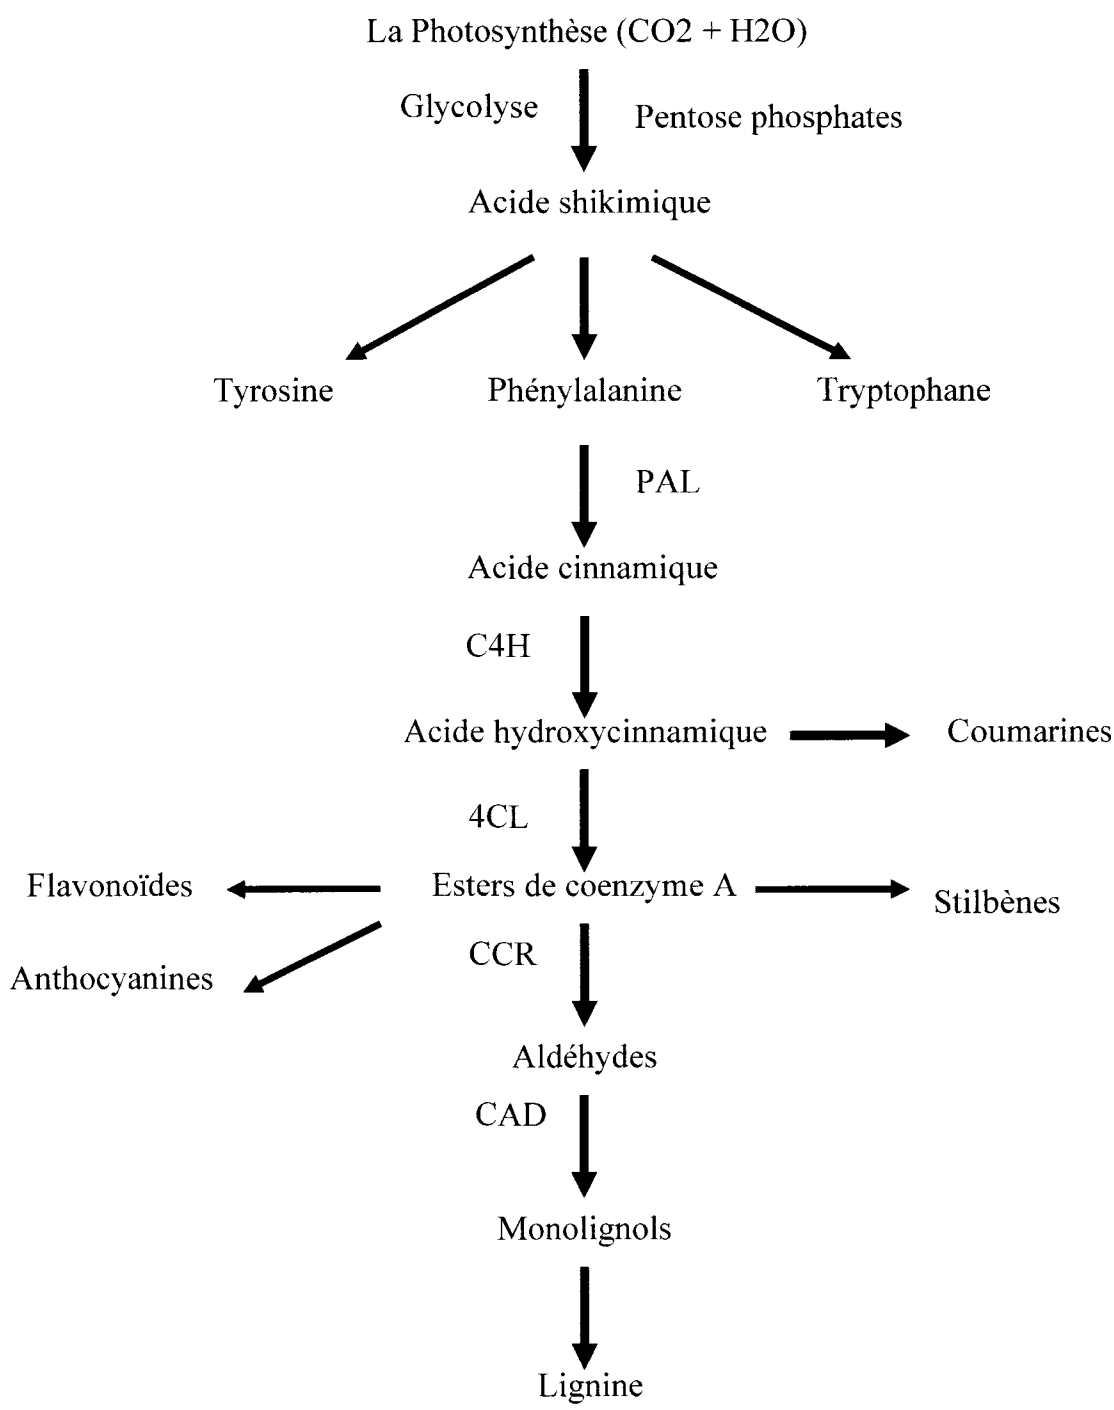 La Photosynthèse (CO2 + H2O)
Glycolyse
Pentose phosphates
Acide shikimique
Tyrosine
Phénylalanine
Tryptophane
PAL
Acide cinnamique
C4H
Acide hydroxycinnamique
Coumarines
4CL
Flavonoïdes
Esters de coenzyme A
Stilbènes
CCR
Anthocyanines
Aldéhydes
CAD
Monolignols
Lignine